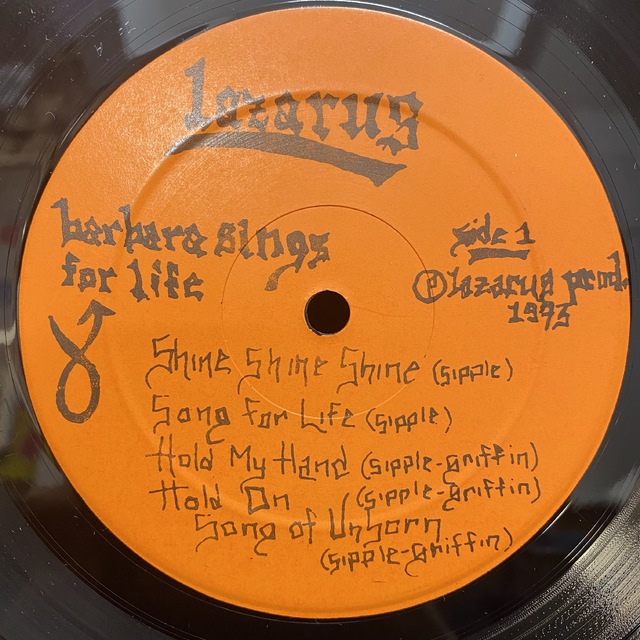 lazarus
barbara sings
for life
side 1
Ⓟ lazarus prod.
1973
Shine Shine Shine (sipple)
Song for Life (sipple)
Hold My Hand (sipple-griffin)
Hold On (sipple-griffin)
Song of Unborn
(sipple-griffin)